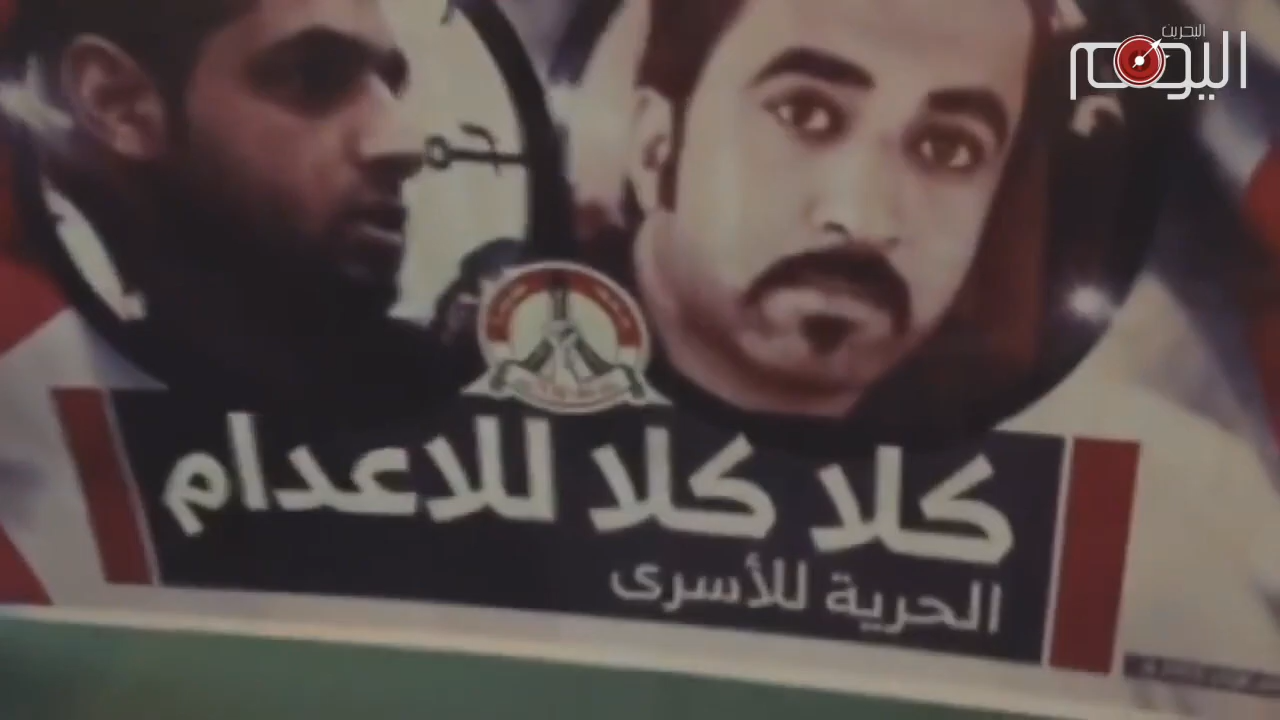 البحرين
اليوم
كلا كلا للاعدام
الحرية للأسرى